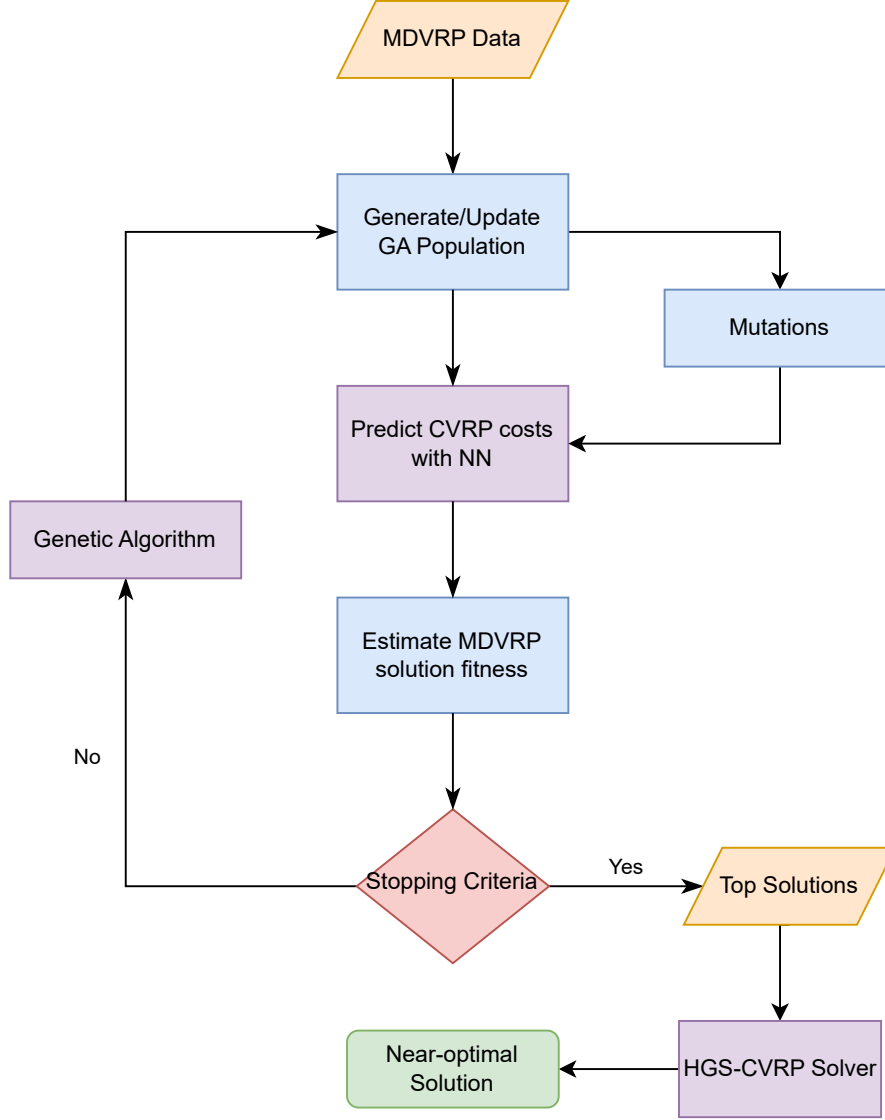 MDVRP Data
Generate/Update
GA Population
Mutations
Predict CVRP costs
with NN
Genetic Algorithm
Estimate MDVRP
solution fitness
No
Stopping Criteria
Yes
Top Solutions
Near-optimal
Solution
HGS-CVRP Solver